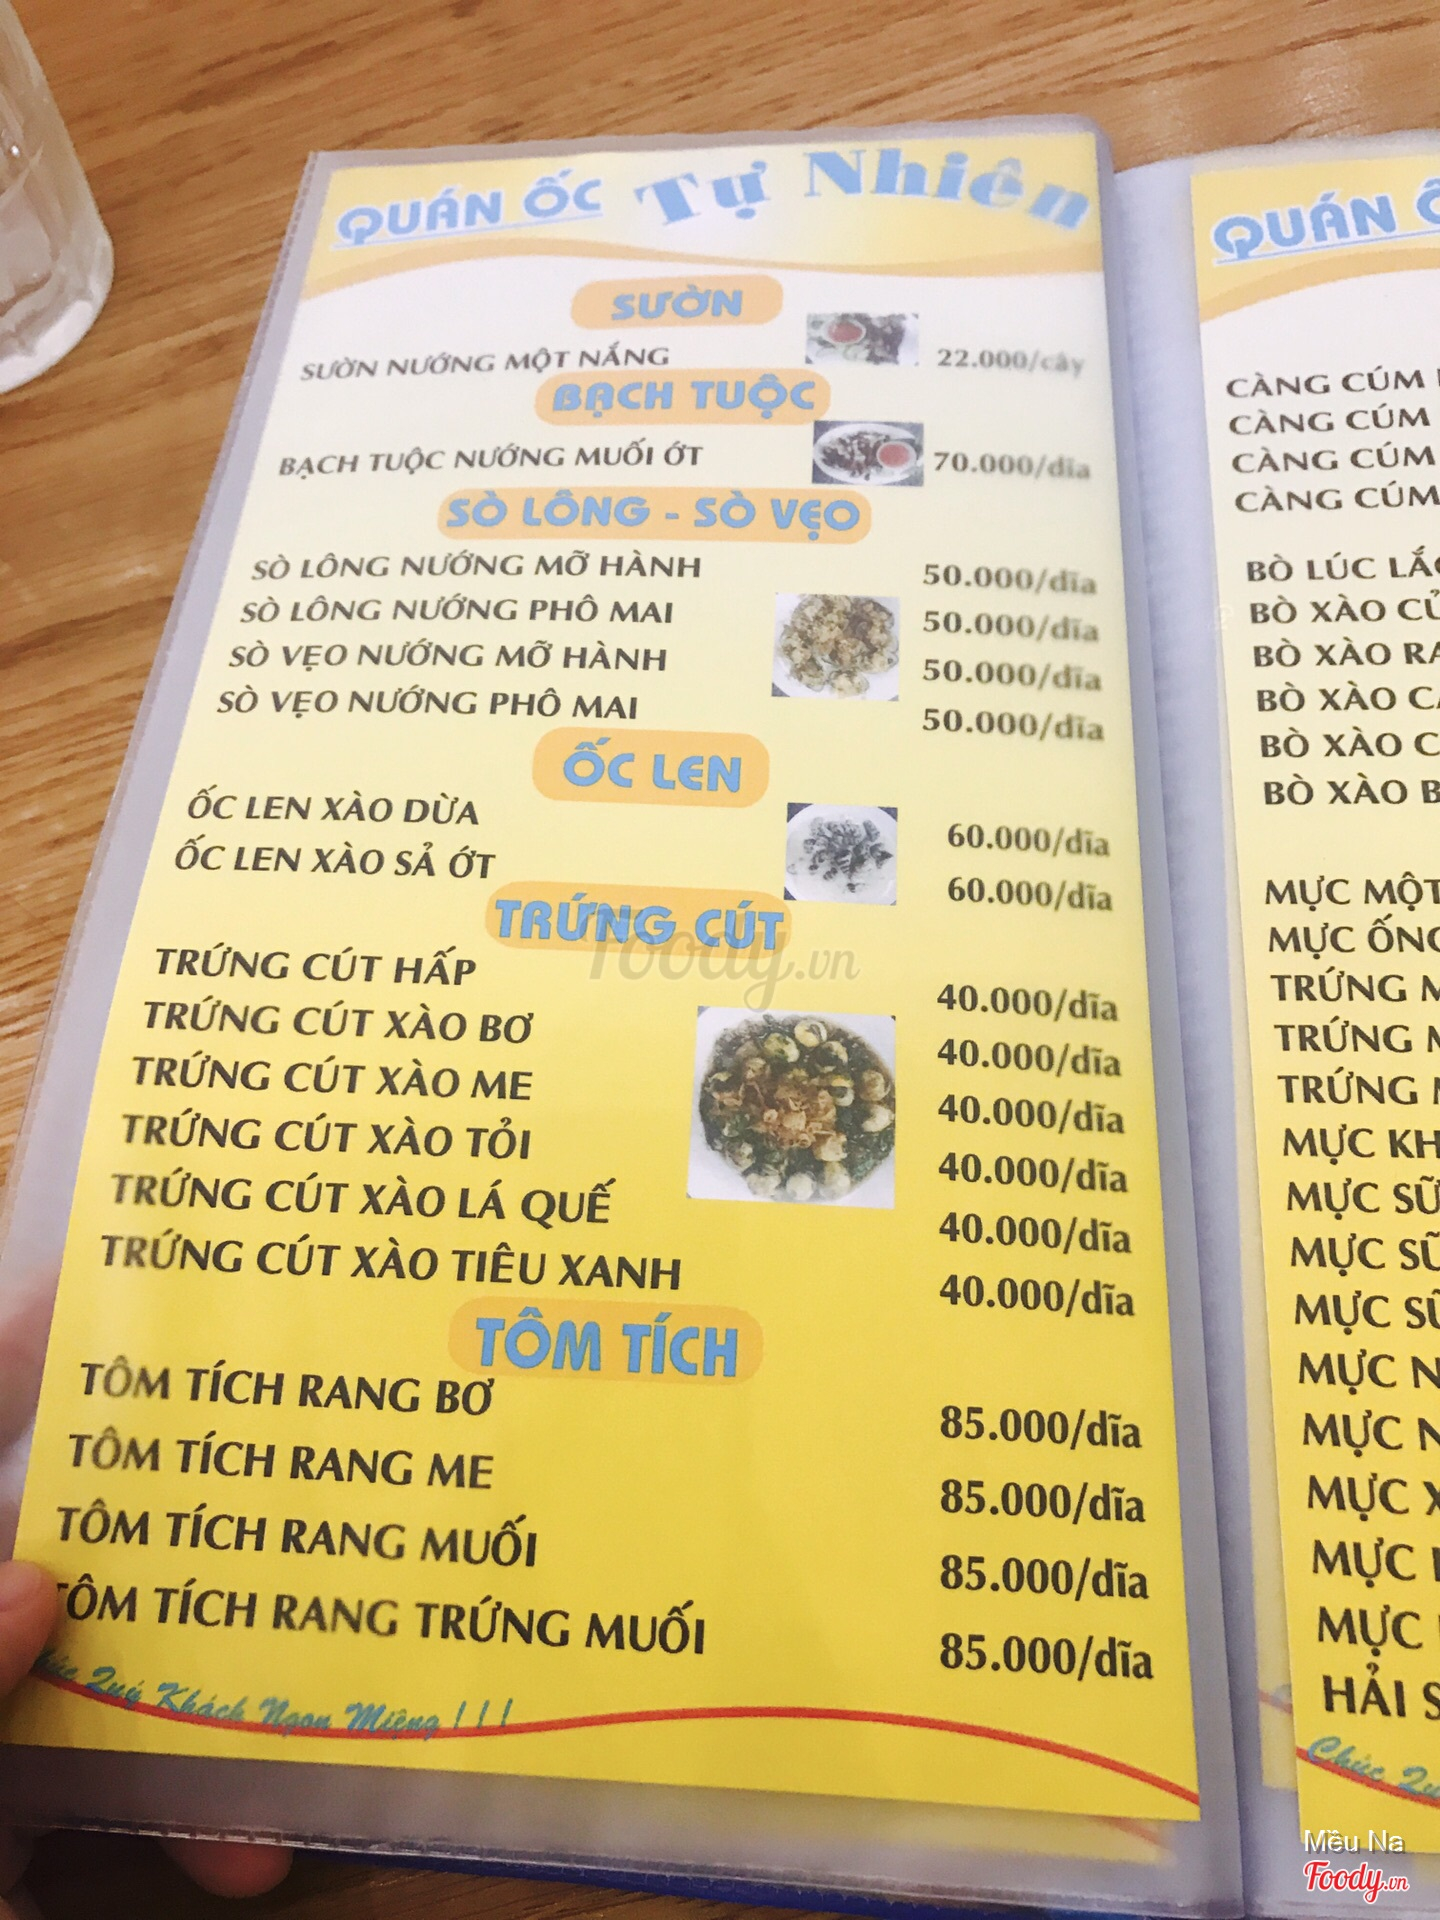 QUÁN ỐC Tự Nhiên
SƯỜN
SƯỜN NƯỚNG MỘT NẮNG 22.000/cây
BẠCH TUỘC
BẠCH TUỘC NƯỚNG MUỐI ỚT 70.000/dĩa
SÒ LÔNG - SÒ VẸO
SÒ LÔNG NƯỚNG MỠ HÀNH 50.000/dĩa
SÒ LÔNG NƯỚNG PHÔ MAI 50.000/dĩa
SÒ VẸO NƯỚNG MỠ HÀNH 50.000/dĩa
SÒ VẸO NƯỚNG PHÔ MAI 50.000/dĩa
ỐC LEN
ỐC LEN XÀO DỪA 60.000/dĩa
ỐC LEN XÀO SẢ ỚT 60.000/dĩa
TRỨNG CÚT
Foody.vn
TRỨNG CÚT HẤP 40.000/dĩa
TRỨNG CÚT XÀO BƠ 40.000/dĩa
TRỨNG CÚT XÀO ME 40.000/dĩa
TRỨNG CÚT XÀO TỎI 40.000/dĩa
TRỨNG CÚT XÀO LÁ QUẾ 40.000/dĩa
TRỨNG CÚT XÀO TIÊU XANH 40.000/dĩa
TÔM TÍCH
TÔM TÍCH RANG BƠ 85.000/dĩa
TÔM TÍCH RANG ME 85.000/dĩa
TÔM TÍCH RANG MUỐI 85.000/dĩa
TÔM TÍCH RANG TRỨNG MUỐI 85.000/dĩa
Chúc Quý Khách Ngon Miệng ! ! !
QUÁN
CÀNG CÚM
CÀNG CÚM
CÀNG CÚM
CÀNG CÚM
BÒ LÚC
BÒ XÀO
BÒ XÀO
BÒ XÀO
BÒ XÀO
BÒ XÀO
MỰC MỘT
MỰC
TRỨNG
TRỨNG
TRỨNG
MỰC
MỰC
MỰC
MỰC
MỰC
MỰC
MỰC
MỰC
MỰC
HẢI
Chúc
Mều Na
Foody.vn